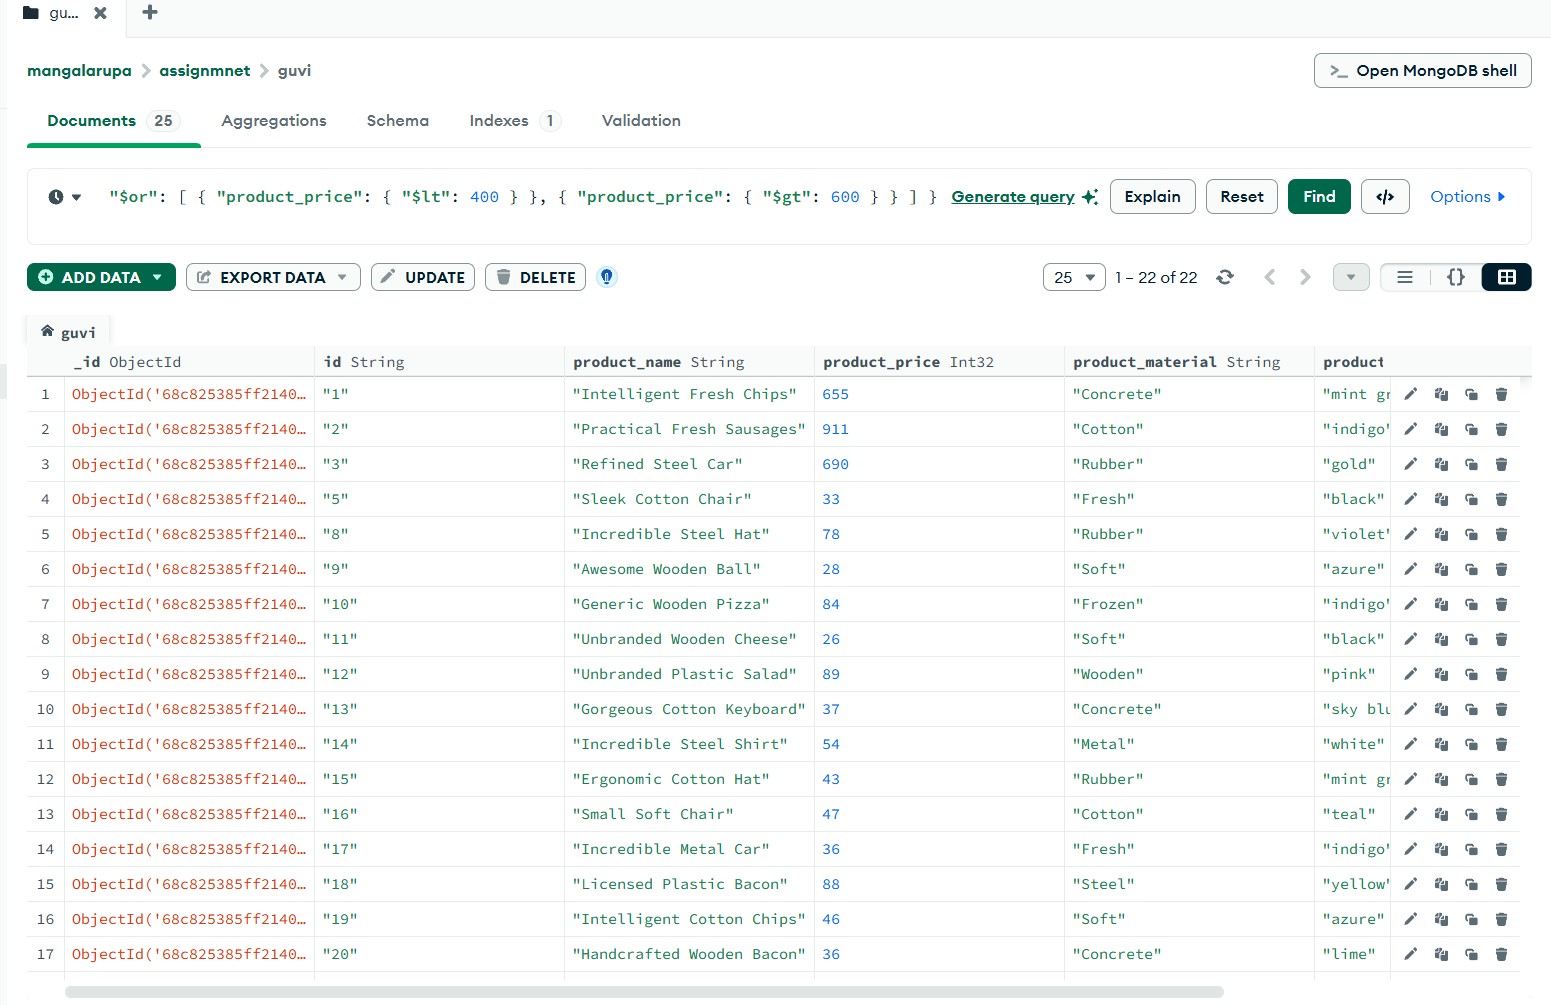 gu...
mangalarupa > assignmnet > guvi
>_ Open MongoDB shell
Documents 25 Aggregations Schema Indexes 1 Validation
"$or": [ { "product_price": { "$lt": 400 } }, { "product_price": { "$gt": 600 } } ] } Generate query Explain Reset Find </> Options
ADD DATA EXPORT DATA UPDATE DELETE 25 1 – 22 of 22 {}
guvi
_id ObjectId id String product_name String product_price Int32 product_material String product
1 ObjectId('68c825385ff2140… "1" "Intelligent Fresh Chips" 655 "Concrete" "mint gr
2 ObjectId('68c825385ff2140… "2" "Practical Fresh Sausages" 911 "Cotton" "indigo"
3 ObjectId('68c825385ff2140… "3" "Refined Steel Car" 690 "Rubber" "gold"
4 ObjectId('68c825385ff2140… "5" "Sleek Cotton Chair" 33 "Fresh" "black"
5 ObjectId('68c825385ff2140… "8" "Incredible Steel Hat" 78 "Rubber" "violet"
6 ObjectId('68c825385ff2140… "9" "Awesome Wooden Ball" 28 "Soft" "azure"
7 ObjectId('68c825385ff2140… "10" "Generic Wooden Pizza" 84 "Frozen" "indigo"
8 ObjectId('68c825385ff2140… "11" "Unbranded Wooden Cheese" 26 "Soft" "black"
9 ObjectId('68c825385ff2140… "12" "Unbranded Plastic Salad" 89 "Wooden" "pink"
10 ObjectId('68c825385ff2140… "13" "Gorgeous Cotton Keyboard" 37 "Concrete" "sky blu
11 ObjectId('68c825385ff2140… "14" "Incredible Steel Shirt" 54 "Metal" "white"
12 ObjectId('68c825385ff2140… "15" "Ergonomic Cotton Hat" 43 "Rubber" "mint gr
13 ObjectId('68c825385ff2140… "16" "Small Soft Chair" 47 "Cotton" "teal"
14 ObjectId('68c825385ff2140… "17" "Incredible Metal Car" 36 "Fresh" "indigo"
15 ObjectId('68c825385ff2140… "18" "Licensed Plastic Bacon" 88 "Steel" "yellow"
16 ObjectId('68c825385ff2140… "19" "Intelligent Cotton Chips" 46 "Soft" "azure"
17 ObjectId('68c825385ff2140… "20" "Handcrafted Wooden Bacon" 36 "Concrete" "lime"